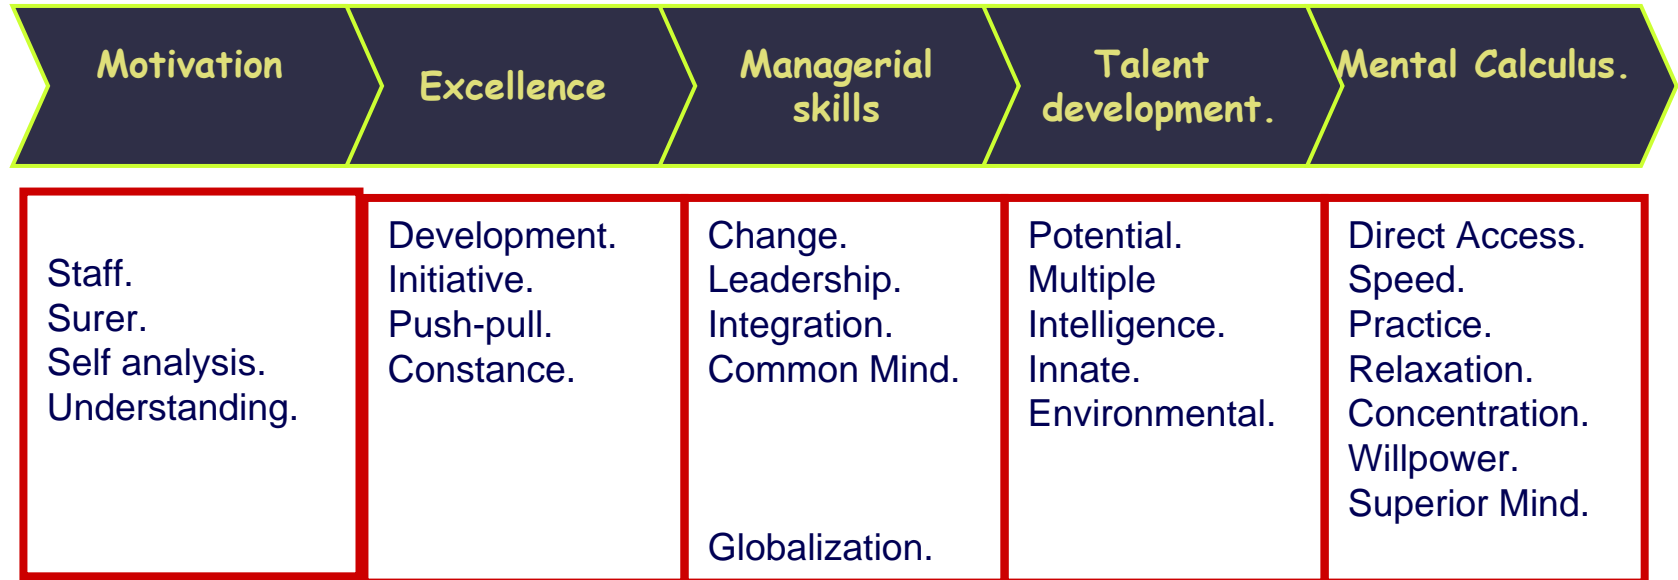 Motivation
Excellence
Managerial
skills
Talent
development.
Mental Calculus.
Staff.
Surer.
Self analysis.
Understanding.
Development.
Initiative.
Push-pull.
Constance.
Change.
Leadership.
Integration.
Common Mind.
Globalization.
Potential.
Multiple
Intelligence.
Innate.
Environmental.
Direct Access.
Speed.
Practice.
Relaxation.
Concentration.
Willpower.
Superior Mind.